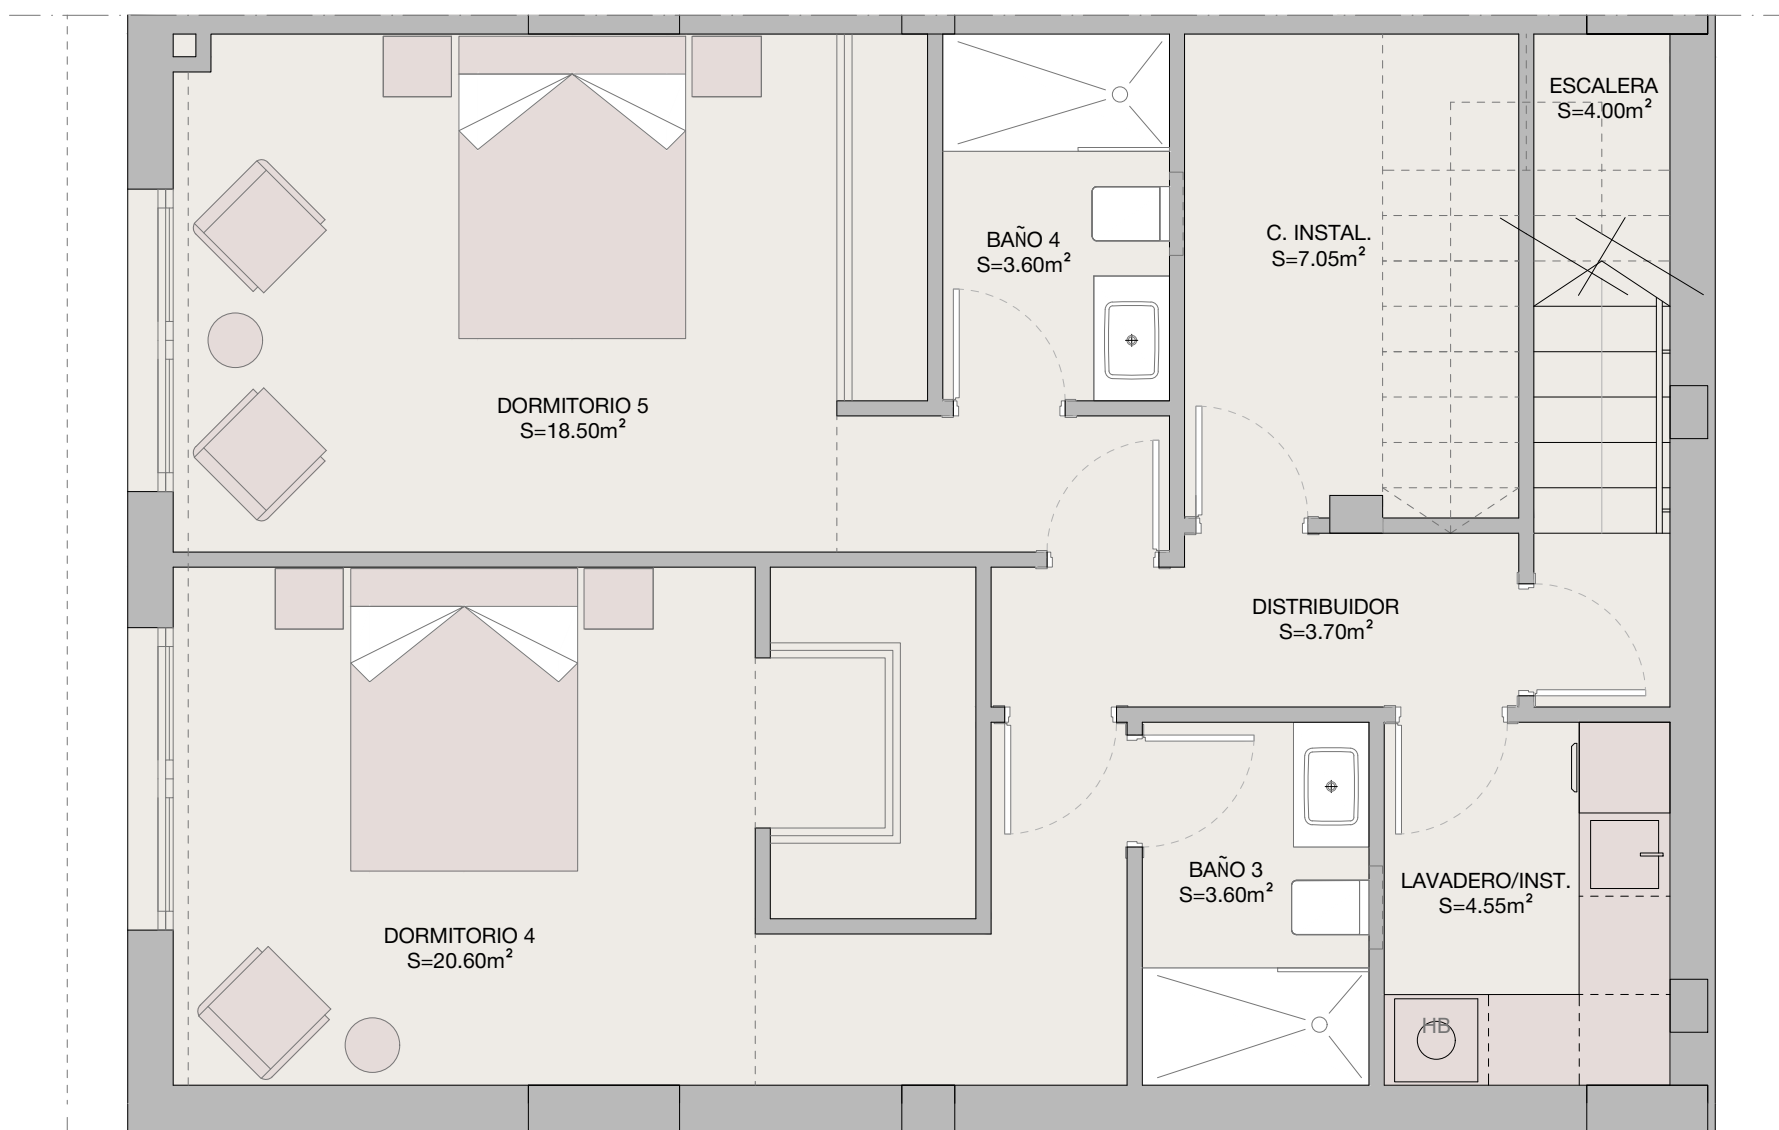 ESCALERA
S=4.00m²
BAÑO 4
S=3.60m²
C. INSTAL.
S=7.05m²
DORMITORIO 5
S=18.50m²
DISTRIBUIDOR
S=3.70m²
BAÑO 3
S=3.60m²
LAVADERO/INST.
S=4.55m²
DORMITORIO 4
S=20.60m²
HB